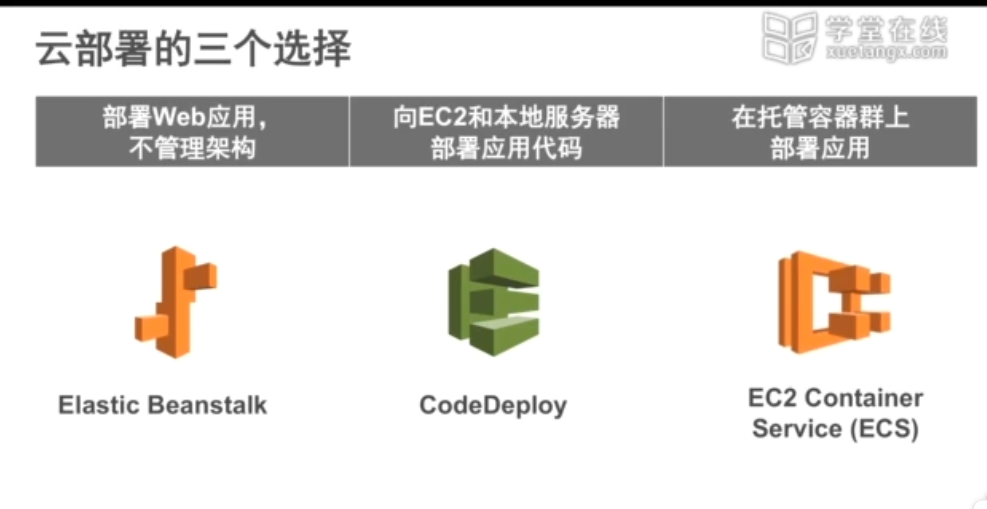 云部署的三个选择
学堂在线
xuetangx.com
部署Web应用，
不管理架构
向EC2和本地服务器
部署应用代码
在托管容器群上
部署应用
Elastic Beanstalk
CodeDeploy
EC2 Container
Service (ECS)